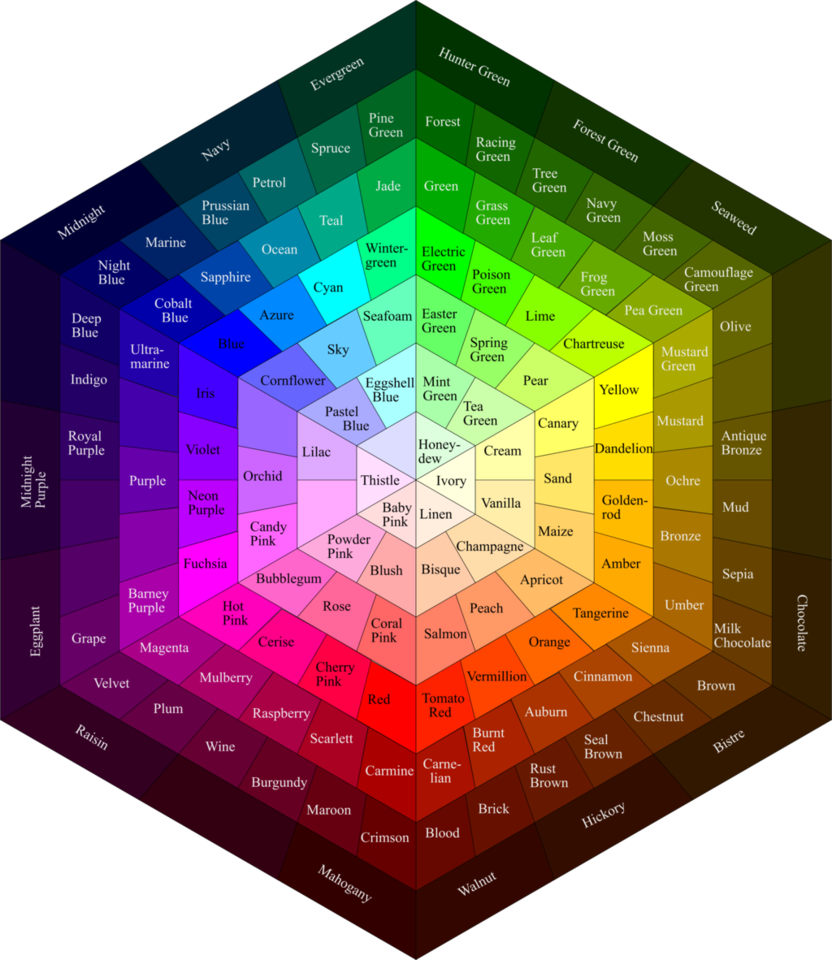 Evergreen
Hunter Green
Navy
Forest Green
Midnight
Seaweed
Pine
Green
Forest
Spruce
Racing
Green
Petrol
Tree
Green
Prussian
Blue
Navy
Green
Marine
Moss
Green
Night
Blue
Camouflage
Green
Jade
Green
Teal
Grass
Green
Ocean
Leaf
Green
Sapphire
Frog
Green
Cobalt
Blue
Pea Green
Deep
Blue
Olive
Winter-
green
Electric
Green
Cyan
Poison
Green
Azure
Lime
Blue
Chartreuse
Ultra-
marine
Mustard
Green
Seafoam
Easter
Green
Sky
Spring
Green
Cornflower
Pear
Indigo
Iris
Yellow
Eggshell
Blue
Mint
Green
Pastel
Blue
Tea
Green
Canary
Mustard
Royal
Purple
Violet
Lilac
Honey-
dew
Cream
Dandelion
Antique
Bronze
Midnight
Purple
Purple
Orchid
Thistle
Ivory
Sand
Ochre
Neon
Purple
Baby
Pink
Linen
Vanilla
Golden-
rod
Mud
Candy
Pink
Powder
Pink
Champagne
Maize
Bronze
Fuchsia
Bubblegum
Blush
Bisque
Apricot
Amber
Sepia
Barney
Purple
Hot
Pink
Rose
Peach
Tangerine
Umber
Eggplant
Grape
Magenta
Cerise
Coral
Pink
Salmon
Orange
Sienna
Milk
Chocolate
Chocolate
Velvet
Mulberry
Cherry
Pink
Red
Tomato
Red
Vermillion
Cinnamon
Brown
Plum
Raspberry
Auburn
Chestnut
Raisin
Wine
Scarlett
Burnt
Red
Seal
Brown
Bistre
Burgundy
Carmine
Carne-
lian
Rust
Brown
Maroon
Brick
Hickory
Crimson
Blood
Mahogany
Walnut